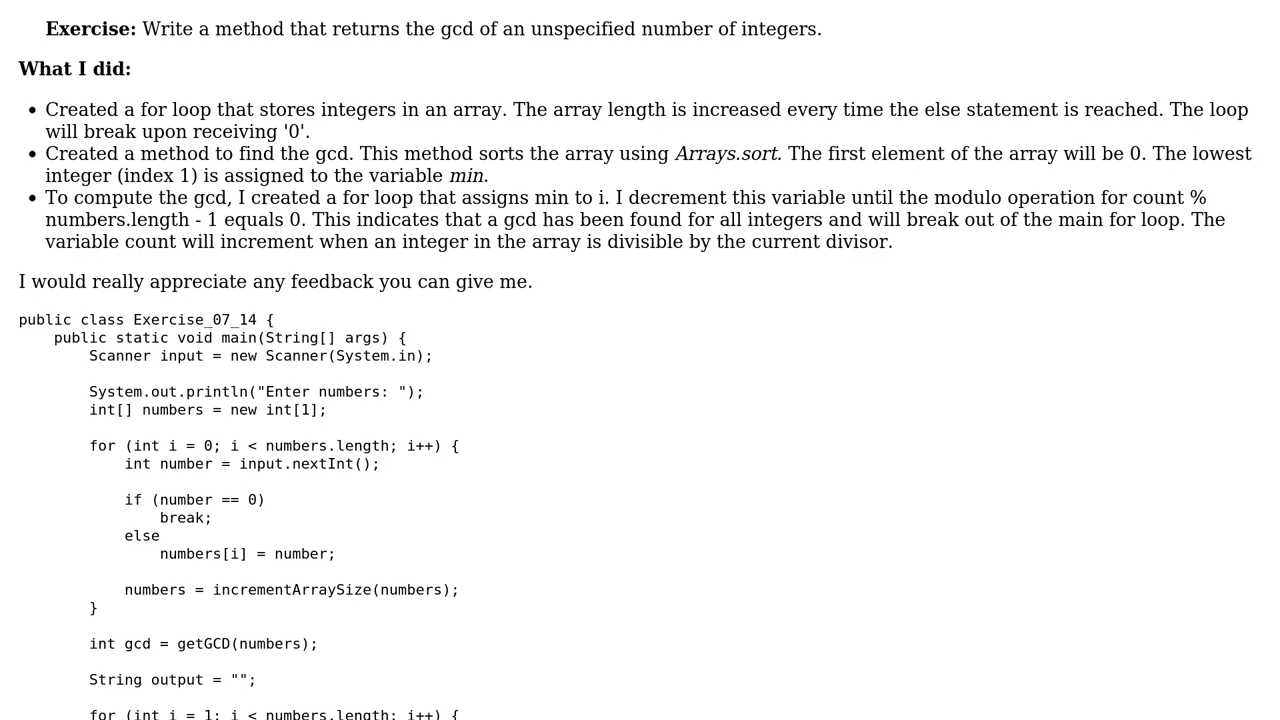 Exercise: Write a method that returns the gcd of an unspecified number of integers.
What I did:
• Created a for loop that stores integers in an array. The array length is increased every time the else statement is reached. The loop
will break upon receiving '0'.
• Created a method to find the gcd. This method sorts the array using Arrays.sort. The first element of the array will be 0. The lowest
integer (index 1) is assigned to the variable min.
• To compute the gcd, I created a for loop that assigns min to i. I decrement this variable until the modulo operation for count %
numbers.length - 1 equals 0. This indicates that a gcd has been found for all integers and will break out of the main for loop. The
variable count will increment when an integer in the array is divisible by the current divisor.
I would really appreciate any feedback you can give me.
public class Exercise_07_14 {
    public static void main(String[] args) {
        Scanner input = new Scanner(System.in);
        System.out.println("Enter numbers: ");
        int[] numbers = new int[1];
        for (int i = 0; i < numbers.length; i++) {
            int number = input.nextInt();
            if (number == 0)
                break;
            else
                numbers[i] = number;
            numbers = incrementArraySize(numbers);
        }
        int gcd = getGCD(numbers);
        String output = "";
        for (int i = 1; i < numbers.length; i++) {